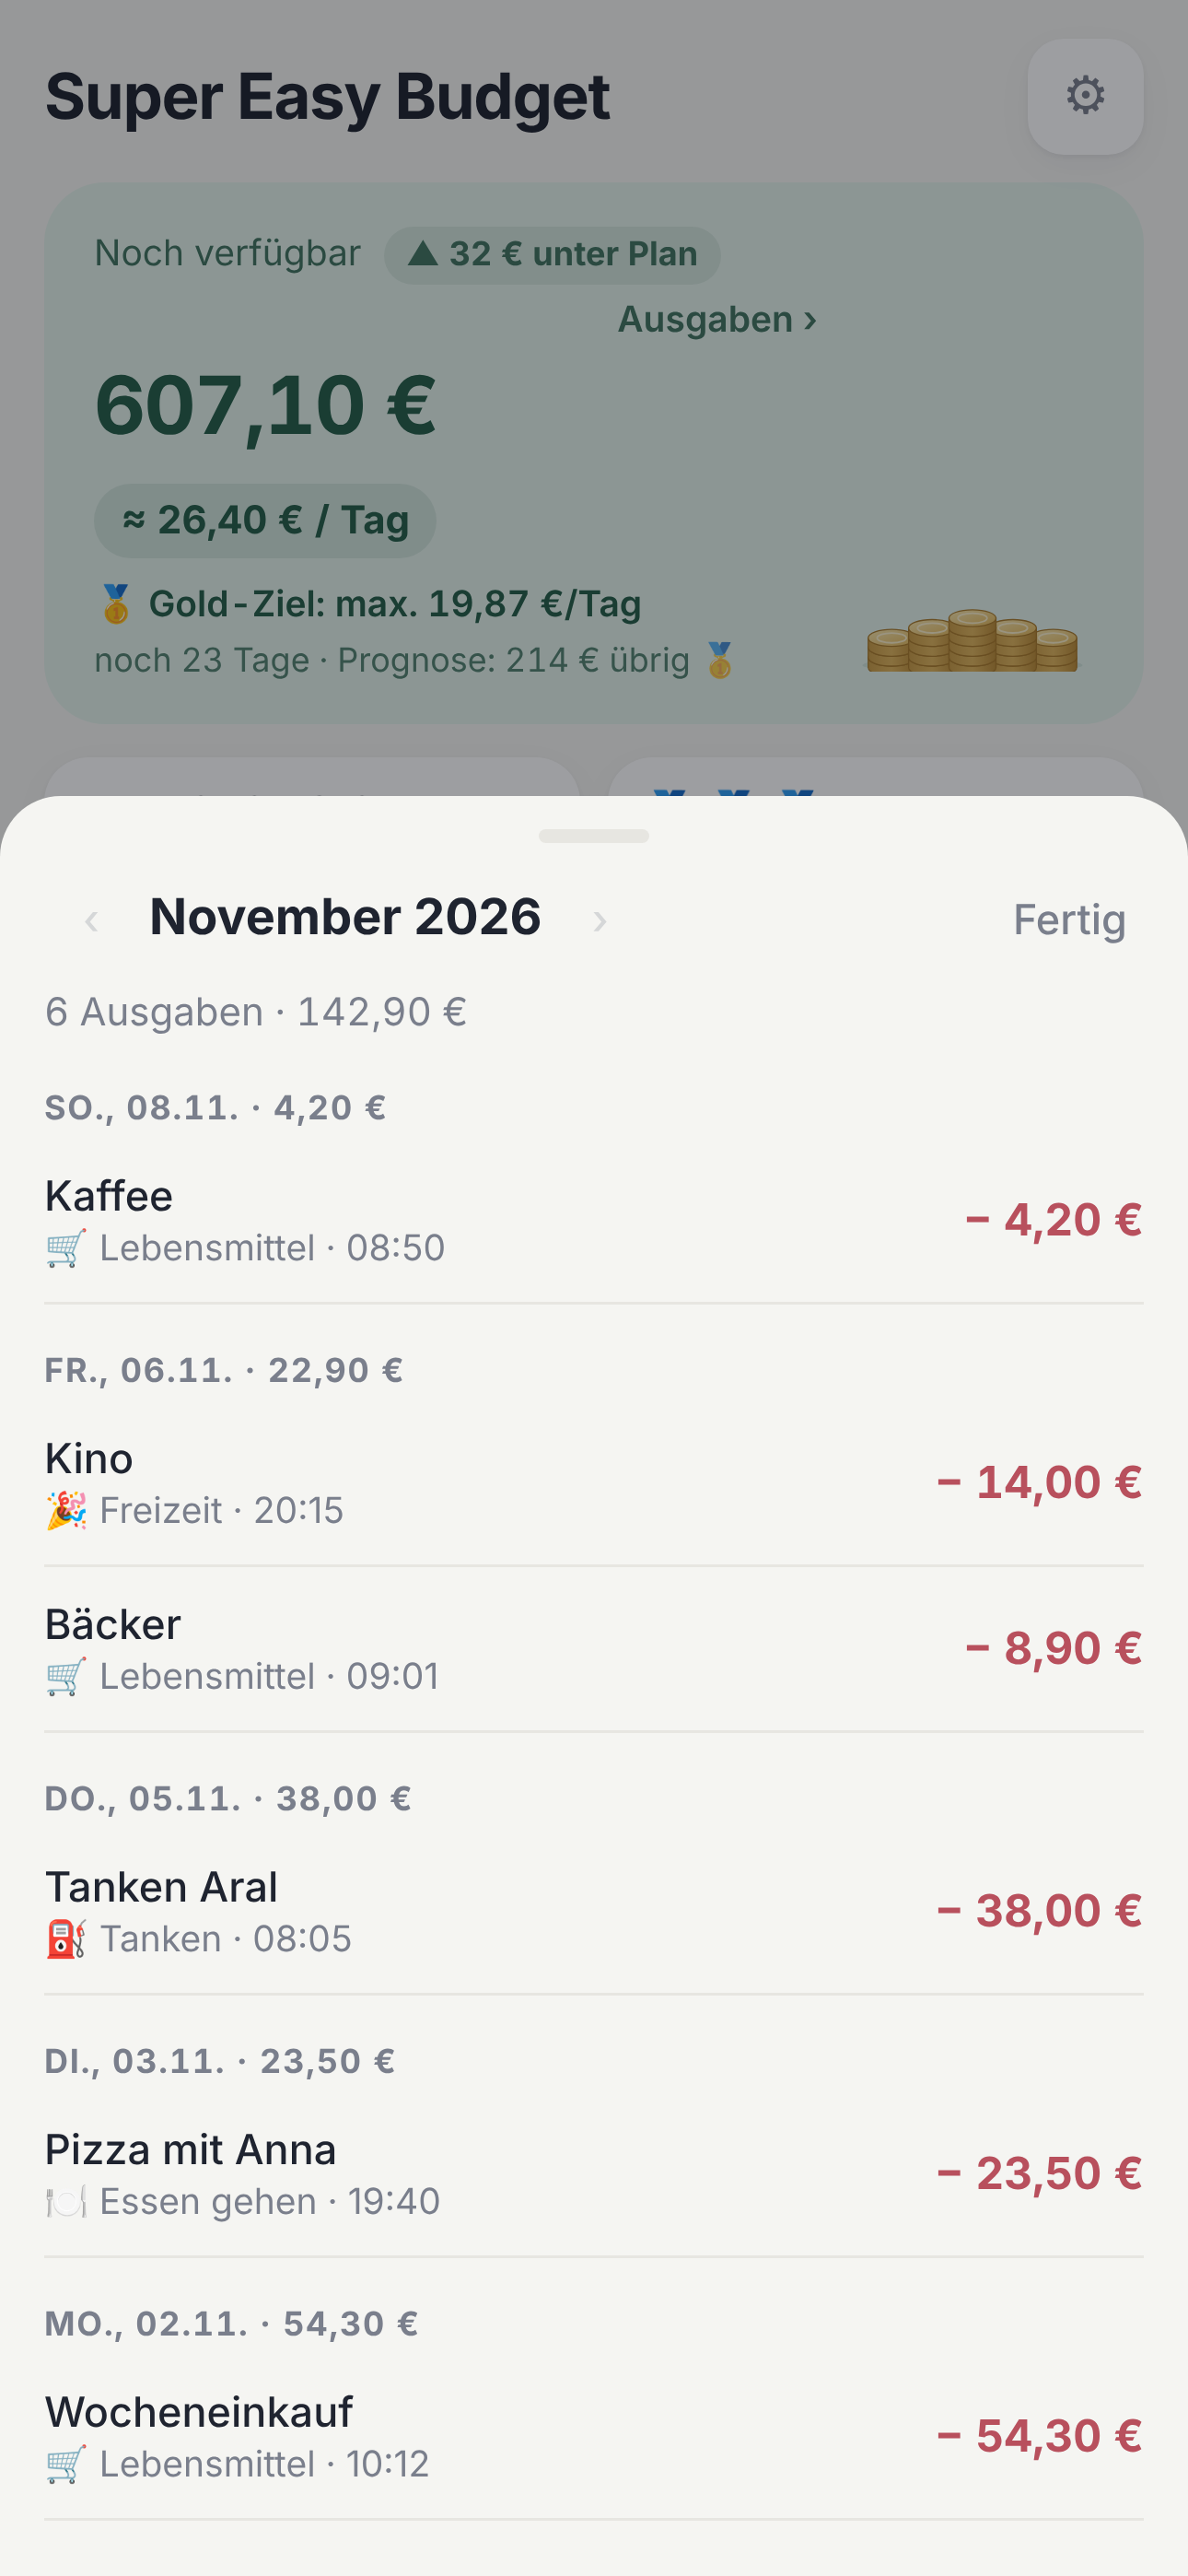 Super Easy Budget
Noch verfügbar ▲ 32 € unter Plan
Ausgaben ›
607,10 €
≈ 26,40 € / Tag
Gold-Ziel: max. 19,87 €/Tag
noch 23 Tage · Prognose: 214 € übrig
‹ November 2026 › Fertig
6 Ausgaben · 142,90 €
SO., 08.11. · 4,20 €
Kaffee
− 4,20 €
Lebensmittel · 08:50
FR., 06.11. · 22,90 €
Kino
− 14,00 €
Freizeit · 20:15
Bäcker
− 8,90 €
Lebensmittel · 09:01
DO., 05.11. · 38,00 €
Tanken Aral
− 38,00 €
Tanken · 08:05
DI., 03.11. · 23,50 €
Pizza mit Anna
− 23,50 €
Essen gehen · 19:40
MO., 02.11. · 54,30 €
Wocheneinkauf
− 54,30 €
Lebensmittel · 10:12